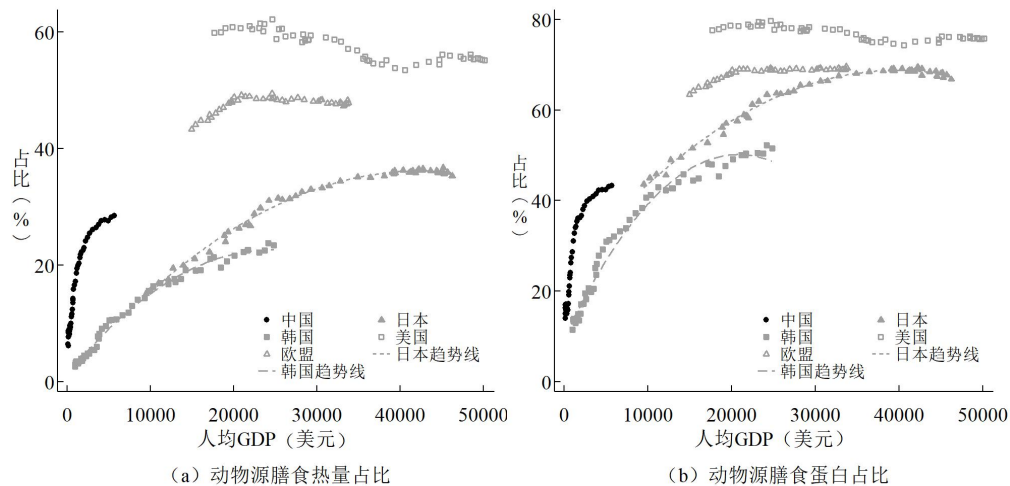 60
40
20
0
占比（%）
0 10000 20000 30000 40000 50000
人均GDP（美元）
中国 日本
韩国 美国
欧盟 日本趋势线
韩国趋势线
（a）动物源膳食热量占比
80
60
40
20
0
占比（%）
0 10000 20000 30000 40000 50000
人均GDP（美元）
中国 日本
韩国 美国
欧盟 日本趋势线
韩国趋势线
（b）动物源膳食蛋白占比